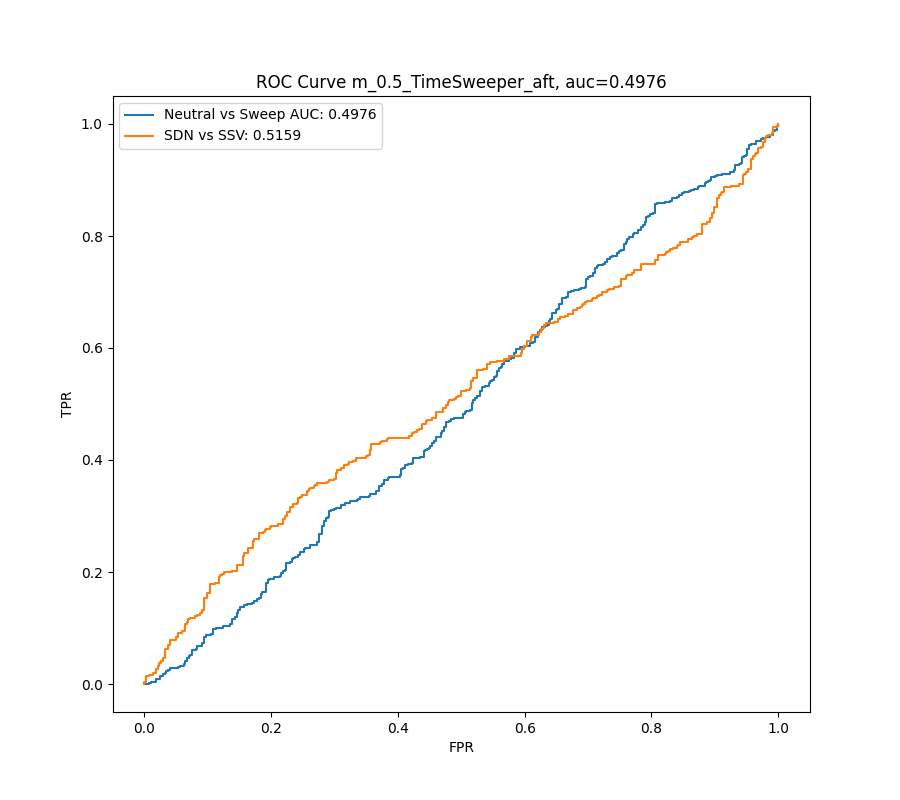 ROC Curve m_0.5_TimeSweeper_aft, auc=0.4976
Neutral vs Sweep AUC: 0.4976
SDN vs SSV: 0.5159
1.0
0.8
0.6
0.4
0.2
0.0
TPR
0.0 0.2 0.4 0.6 0.8 1.0
FPR